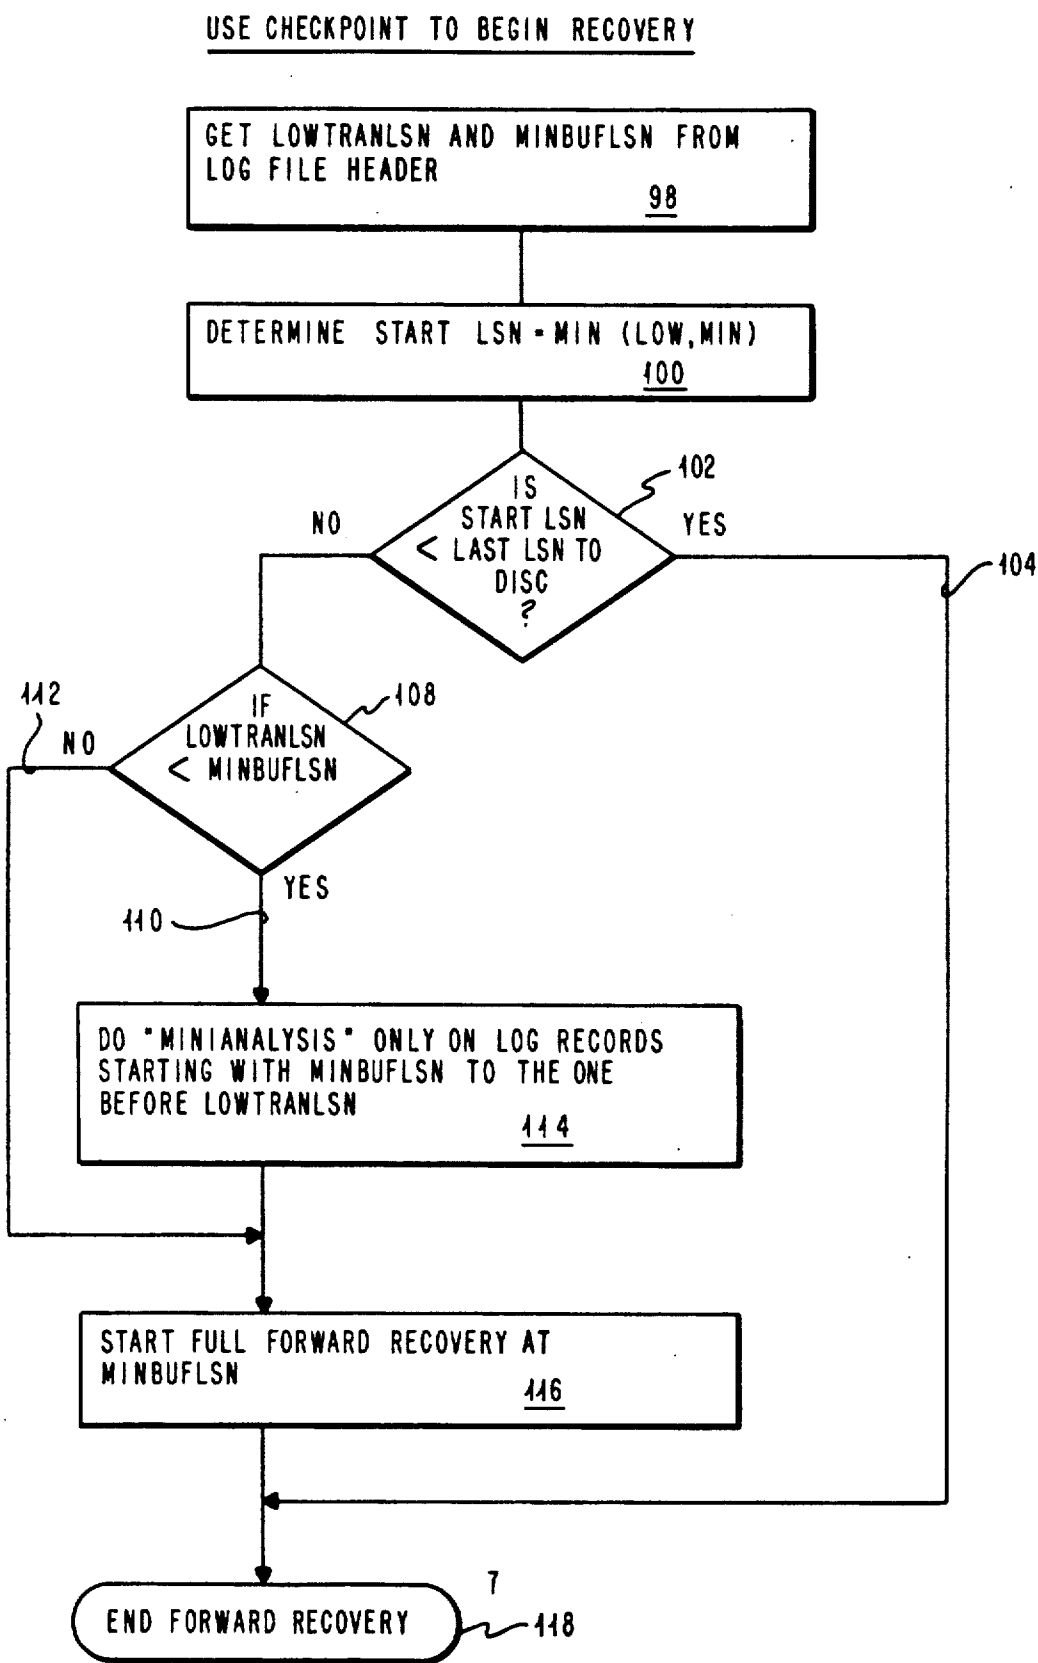 USE CHECKPOINT TO BEGIN RECOVERY
GET LOWTRANLSN AND MINBUFLSN FROM
LOG FILE HEADER
98
DETERMINE START LSN = MIN (LOW,MIN)
100
102
IS
START LSN
< LAST LSN TO
DISC
?
NO
YES
104
112
NO
108
IF
LOWTRANLSN
< MINBUFLSN
YES
110
DO "MINIANALYSIS" ONLY ON LOG RECORDS
STARTING WITH MINBUFLSN TO THE ONE
BEFORE LOWTRANLSN
114
START FULL FORWARD RECOVERY AT
MINBUFLSN
116
7
END FORWARD RECOVERY
118